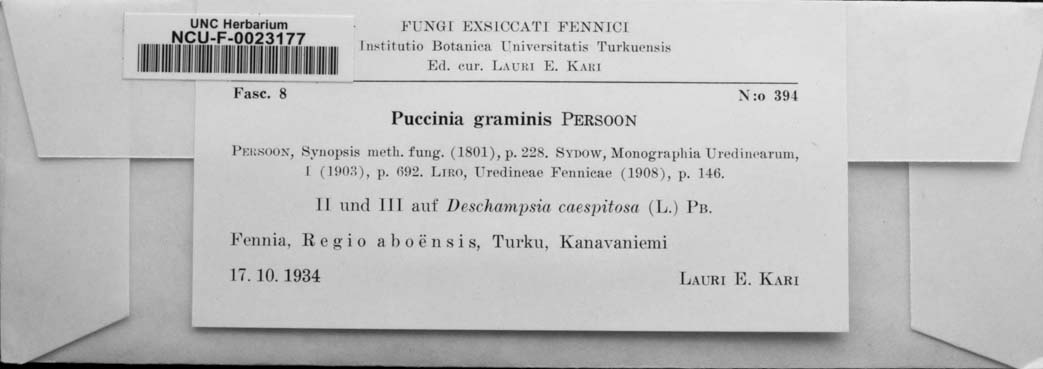 UNC Herbarium
NCU-F-0023177
FUNGI EXSICCATI FENNICI
Institutio Botanica Universitatis Turkuensis
Ed. cur. LAURI E. KARI
Fasc. 8 N:o 394
Puccinia graminis PERSOON
PERSOON, Synopsis meth. fung. (1801), p. 228. SYDOW, Monographia Uredinearum,
I (1903), p. 692. LIRO, Uredineae Fennicae (1908), p. 146.
II und III auf Deschampsia caespitosa (L.) PB.
Fennia, Regio aboënsis, Turku, Kanavaniemi
17. 10. 1934 LAURI E. KARI